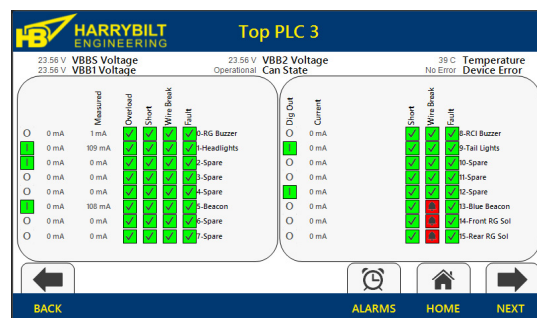 HB
HARRYBILT
ENGINEERING
Top PLC 3
23.56 V VBBS Voltage 23.56 V VBB2 Voltage 39 C Temperature
23.56 V VBB1 Voltage Operational Can State No Error Device Error
Measured Overload Short Wire Break Fault Dig Out Current Short Wire Break Fault
O 0 mA 1 mA 0-RG Buzzer O 0 mA 8-RCI Buzzer
I 0 mA 109 mA 1-Headlights I 0 mA 9-Tail Lights
I 0 mA 0 mA 2-Spare O 0 mA 10-Spare
O 0 mA 0 mA 3-Spare O 0 mA 11-Spare
O 0 mA 0 mA 4-Spare I 0 mA 12-Spare
I 0 mA 108 mA 5-Beacon O 0 mA 13-Blue Beacon
O 0 mA 0 mA 6-Spare O 0 mA 14-Front RG Sol
O 0 mA 0 mA 7-Spare O 0 mA 15-Rear RG Sol
BACK ALARMS HOME NEXT